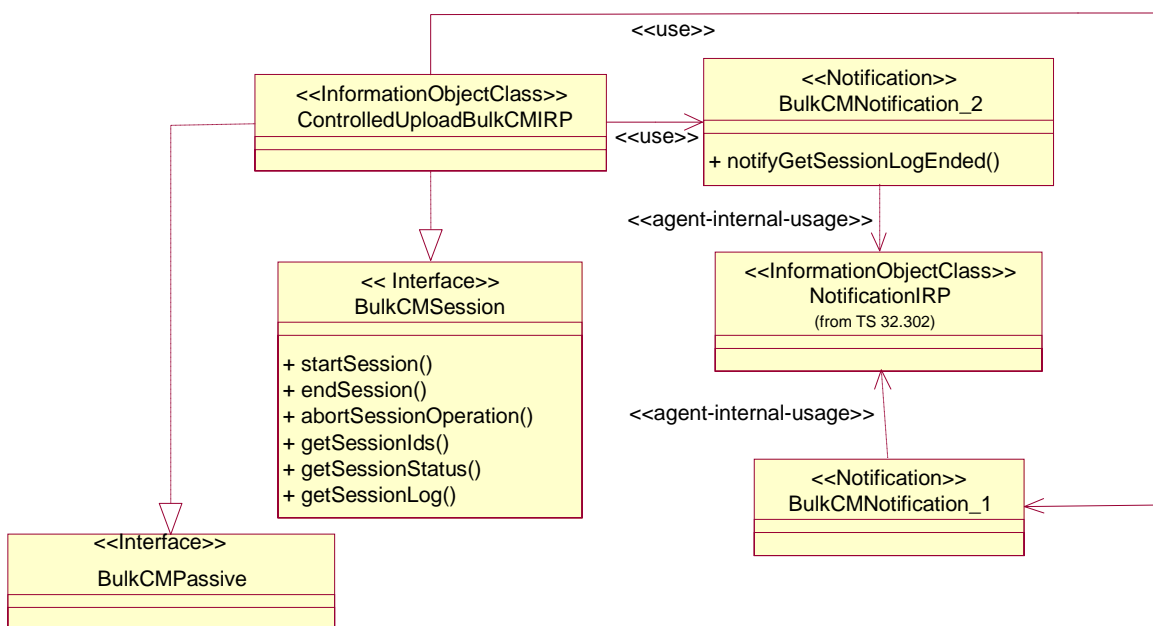 <<use>>
<<InformationObjectClass>>
ControlledUploadBulkCMIRP
<<use>>
<<Notification>>
BulkCMNotification_2
+ notifyGetSessionLogEnded()
<<agent-internal-usage>>
<< Interface>>
BulkCMSession
+ startSession()
+ endSession()
+ abortSessionOperation()
+ getSessionIds()
+ getSessionStatus()
+ getSessionLog()
<<InformationObjectClass>>
NotificationIRP
(from TS 32.302)
<<agent-internal-usage>>
<<Notification>>
BulkCMNotification_1
<<Interface>>
BulkCMPassive